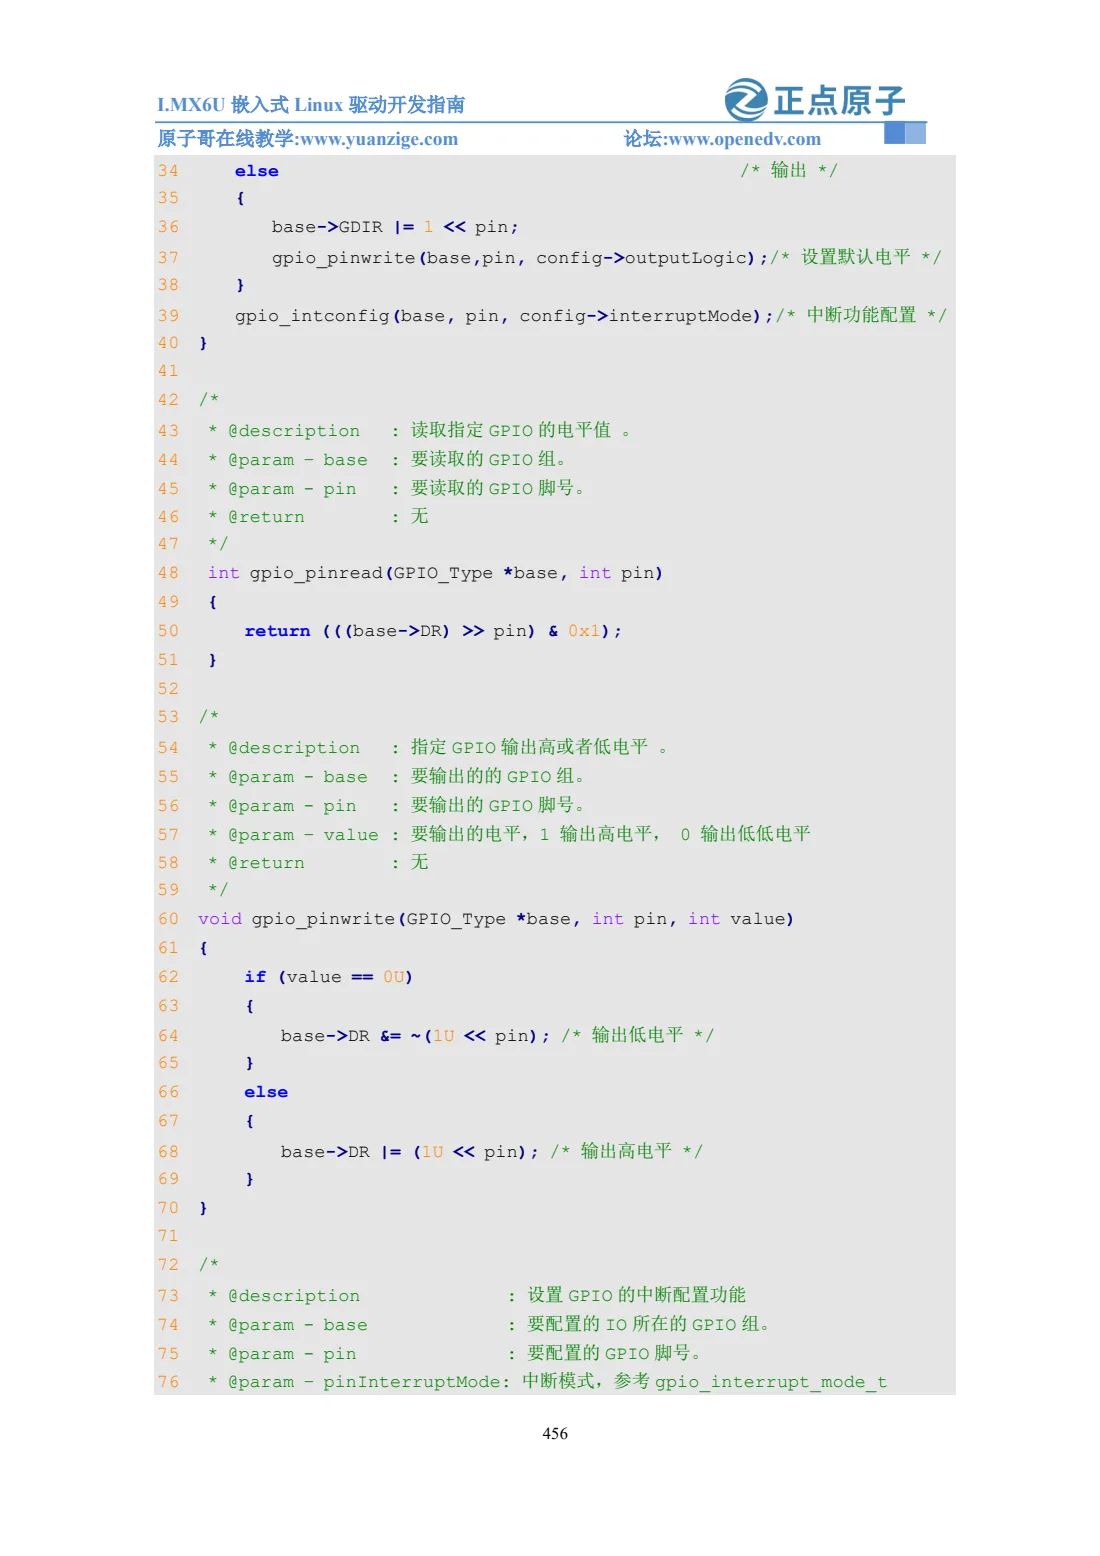 I.MX6U 嵌入式 Linux 驱动开发指南
正点原子
原子哥在线教学:www.yuanzige.com 论坛:www.openedv.com
34 else /* 输出 */
35 {
36 base->GDIR |= 1 << pin;
37 gpio_pinwrite(base,pin, config->outputLogic);/* 设置默认电平 */
38 }
39 gpio_intconfig(base, pin, config->interruptMode);/* 中断功能配置 */
40 }
41
42 /*
43 * @description : 读取指定 GPIO 的电平值 。
44 * @param – base : 要读取的 GPIO 组。
45 * @param - pin : 要读取的 GPIO 脚号。
46 * @return : 无
47 */
48 int gpio_pinread(GPIO_Type *base, int pin)
49 {
50 return (((base->DR) >> pin) & 0x1);
51 }
52
53 /*
54 * @description : 指定 GPIO 输出高或者低电平 。
55 * @param - base : 要输出的的 GPIO 组。
56 * @param - pin : 要输出的 GPIO 脚号。
57 * @param – value : 要输出的电平，1 输出高电平， 0 输出低低电平
58 * @return : 无
59 */
60 void gpio_pinwrite(GPIO_Type *base, int pin, int value)
61 {
62 if (value == 0U)
63 {
64 base->DR &= ~(1U << pin); /* 输出低电平 */
65 }
66 else
67 {
68 base->DR |= (1U << pin); /* 输出高电平 */
69 }
70 }
71
72 /*
73 * @description : 设置 GPIO 的中断配置功能
74 * @param - base : 要配置的 IO 所在的 GPIO 组。
75 * @param - pin : 要配置的 GPIO 脚号。
76 * @param – pinInterruptMode: 中断模式，参考 gpio_interrupt_mode_t
456